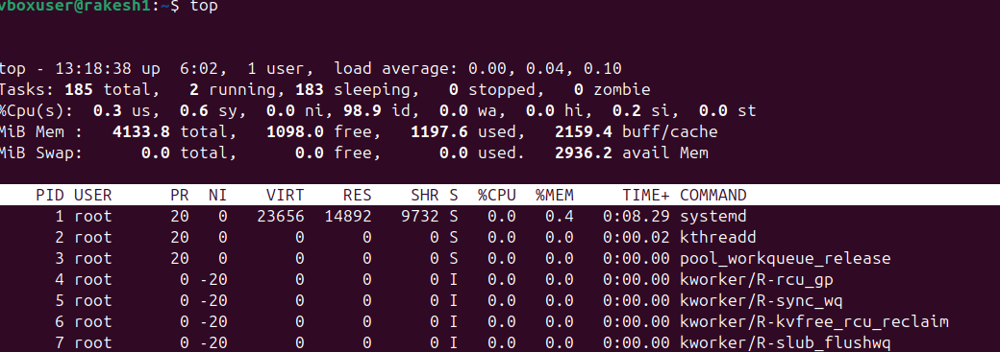 vboxuser@rakesh1:~$ top
top - 13:18:38 up  6:02,  1 user,  load average: 0.00, 0.04, 0.10
Tasks: 185 total,   2 running, 183 sleeping,   0 stopped,   0 zombie
%Cpu(s):  0.3 us,  0.6 sy,  0.0 ni, 98.9 id,  0.0 wa,  0.0 hi,  0.2 si,  0.0 st
MiB Mem :   4133.8 total,   1098.0 free,   1197.6 used,   2159.4 buff/cache
MiB Swap:      0.0 total,      0.0 free,      0.0 used.   2936.2 avail Mem
PID USER      PR  NI    VIRT    RES    SHR S  %CPU  %MEM     TIME+ COMMAND
1 root      20   0   23656  14892   9732 S   0.0   0.4   0:08.29 systemd
2 root      20   0       0      0      0 S   0.0   0.0   0:00.02 kthreadd
3 root      20   0       0      0      0 S   0.0   0.0   0:00.00 pool_workqueue_release
4 root       0 -20       0      0      0 I   0.0   0.0   0:00.00 kworker/R-rcu_gp
5 root       0 -20       0      0      0 I   0.0   0.0   0:00.00 kworker/R-sync_wq
6 root       0 -20       0      0      0 I   0.0   0.0   0:00.00 kworker/R-kvfree_rcu_reclaim
7 root       0 -20       0      0      0 I   0.0   0.0   0:00.00 kworker/R-slub_flushwq